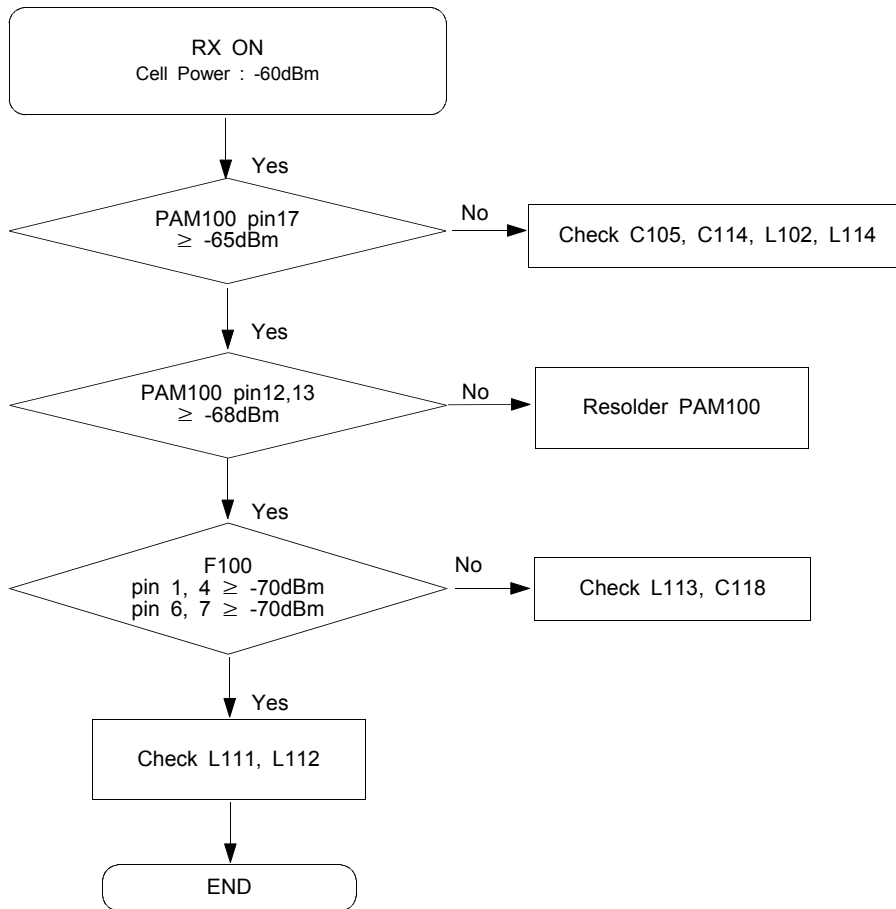 RX ON
Cell Power : -60dBm
Yes
PAM100 pin17
≥ -65dBm
No
Check C105, C114, L102, L114
Yes
PAM100 pin12,13
≥ -68dBm
No
Resolder PAM100
Yes
F100
pin 1, 4 ≥ -70dBm
pin 6, 7 ≥ -70dBm
No
Check L113, C118
Yes
Check L111, L112
END